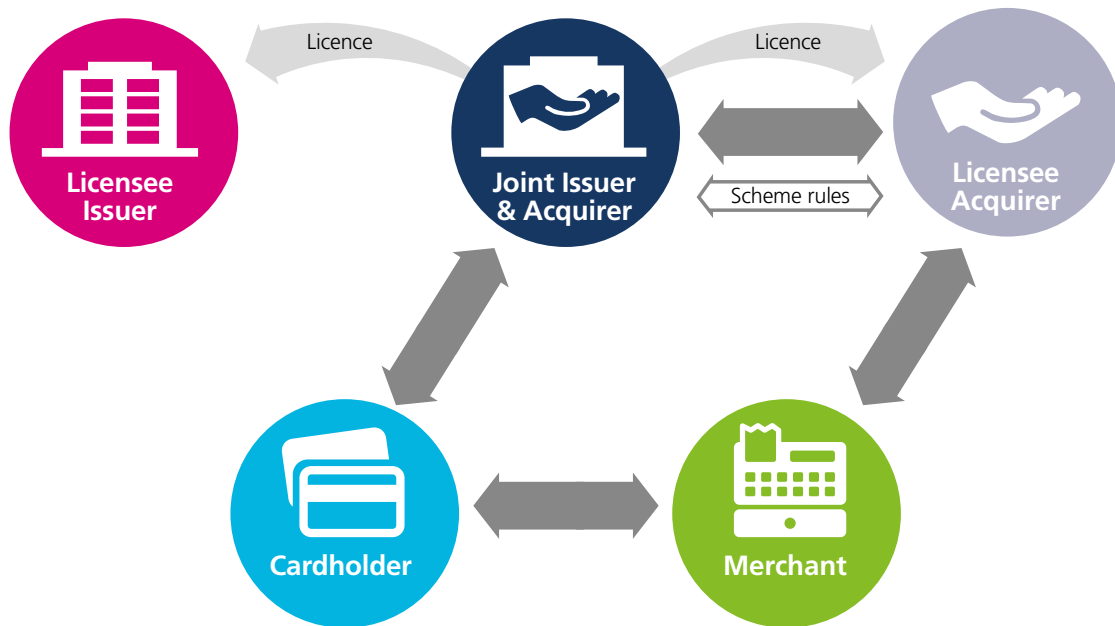 Licence
Licence
Licensee
Issuer
Joint Issuer
& Acquirer
Licensee
Acquirer
Scheme rules
Cardholder
Merchant